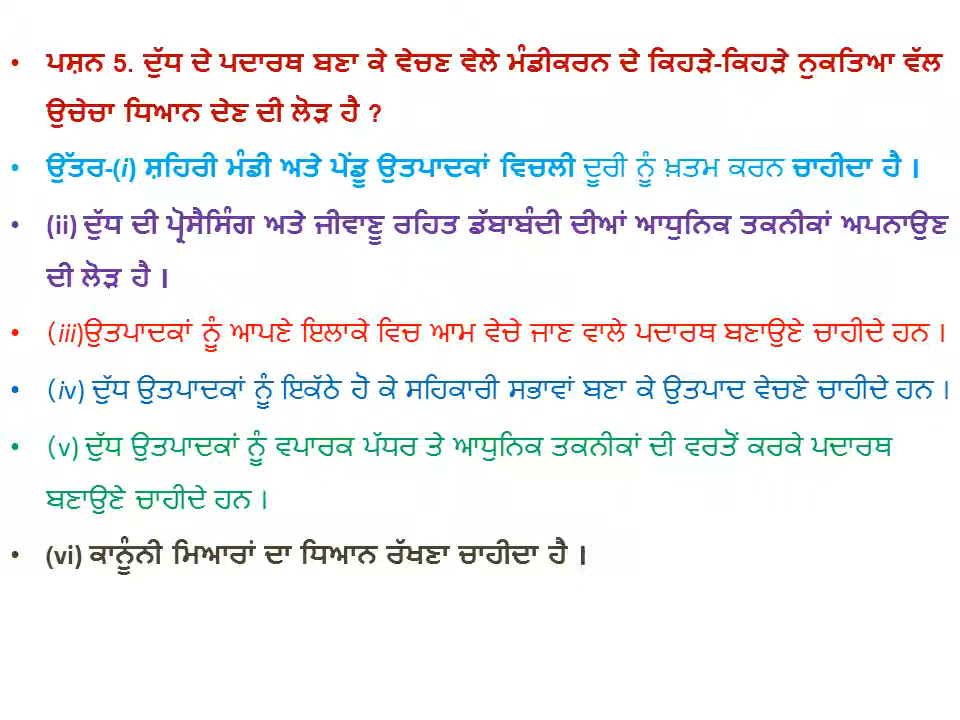 • ਪਸ਼ਨ 5. ਦੁੱਧ ਦੇ ਪਦਾਰਥ ਬਣਾ ਕੇ ਵੇਚਣ ਵੇਲੇ ਮੰਡੀਕਰਨ ਦੇ ਕਿਹੜੇ-ਕਿਹੜੇ ਨੁਕਤਿਆ ਵੱਲ
ਉਚੇਚਾ ਧਿਆਨ ਦੇਣ ਦੀ ਲੋੜ ਹੈ ?
• ਉੱਤਰ-(i) ਸ਼ਹਿਰੀ ਮੰਡੀ ਅਤੇ ਪੇਂਡੂ ਉਤਪਾਦਕਾਂ ਵਿਚਲੀ ਦੂਰੀ ਨੂੰ ਖ਼ਤਮ ਕਰਨ ਚਾਹੀਦਾ ਹੈ ।
• (ii) ਦੁੱਧ ਦੀ ਪ੍ਰੋਸੈਸਿੰਗ ਅਤੇ ਜੀਵਾਣੂ ਰਹਿਤ ਡੱਬਾਬੰਦੀ ਦੀਆਂ ਆਧੁਨਿਕ ਤਕਨੀਕਾਂ ਅਪਨਾਉਣ
ਦੀ ਲੋੜ ਹੈ ।
• (iii)ਉਤਪਾਦਕਾਂ ਨੂੰ ਆਪਣੇ ਇਲਾਕੇ ਵਿਚ ਆਮ ਵੇਚੇ ਜਾਣ ਵਾਲੇ ਪਦਾਰਥ ਬਣਾਉਣੇ ਚਾਹੀਦੇ ਹਨ ।
• (iv) ਦੁੱਧ ਉਤਪਾਦਕਾਂ ਨੂੰ ਇਕੱਠੇ ਹੋ ਕੇ ਸਹਿਕਾਰੀ ਸਭਾਵਾਂ ਬਣਾ ਕੇ ਉਤਪਾਦ ਵੇਚਣੇ ਚਾਹੀਦੇ ਹਨ ।
• (v) ਦੁੱਧ ਉਤਪਾਦਕਾਂ ਨੂੰ ਵਪਾਰਕ ਪੱਧਰ ਤੇ ਆਧੁਨਿਕ ਤਕਨੀਕਾਂ ਦੀ ਵਰਤੋਂ ਕਰਕੇ ਪਦਾਰਥ
ਬਣਾਉਣੇ ਚਾਹੀਦੇ ਹਨ ।
• (vi) ਕਾਨੂੰਨੀ ਮਿਆਰਾਂ ਦਾ ਧਿਆਨ ਰੱਖਣਾ ਚਾਹੀਦਾ ਹੈ ।